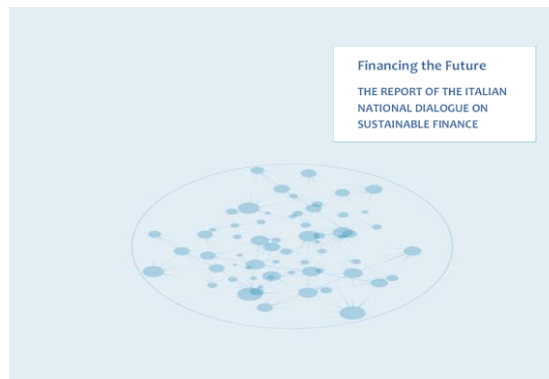 Financing the Future
THE REPORT OF THE ITALIAN
NATIONAL DIALOGUE ON
SUSTAINABLE FINANCE